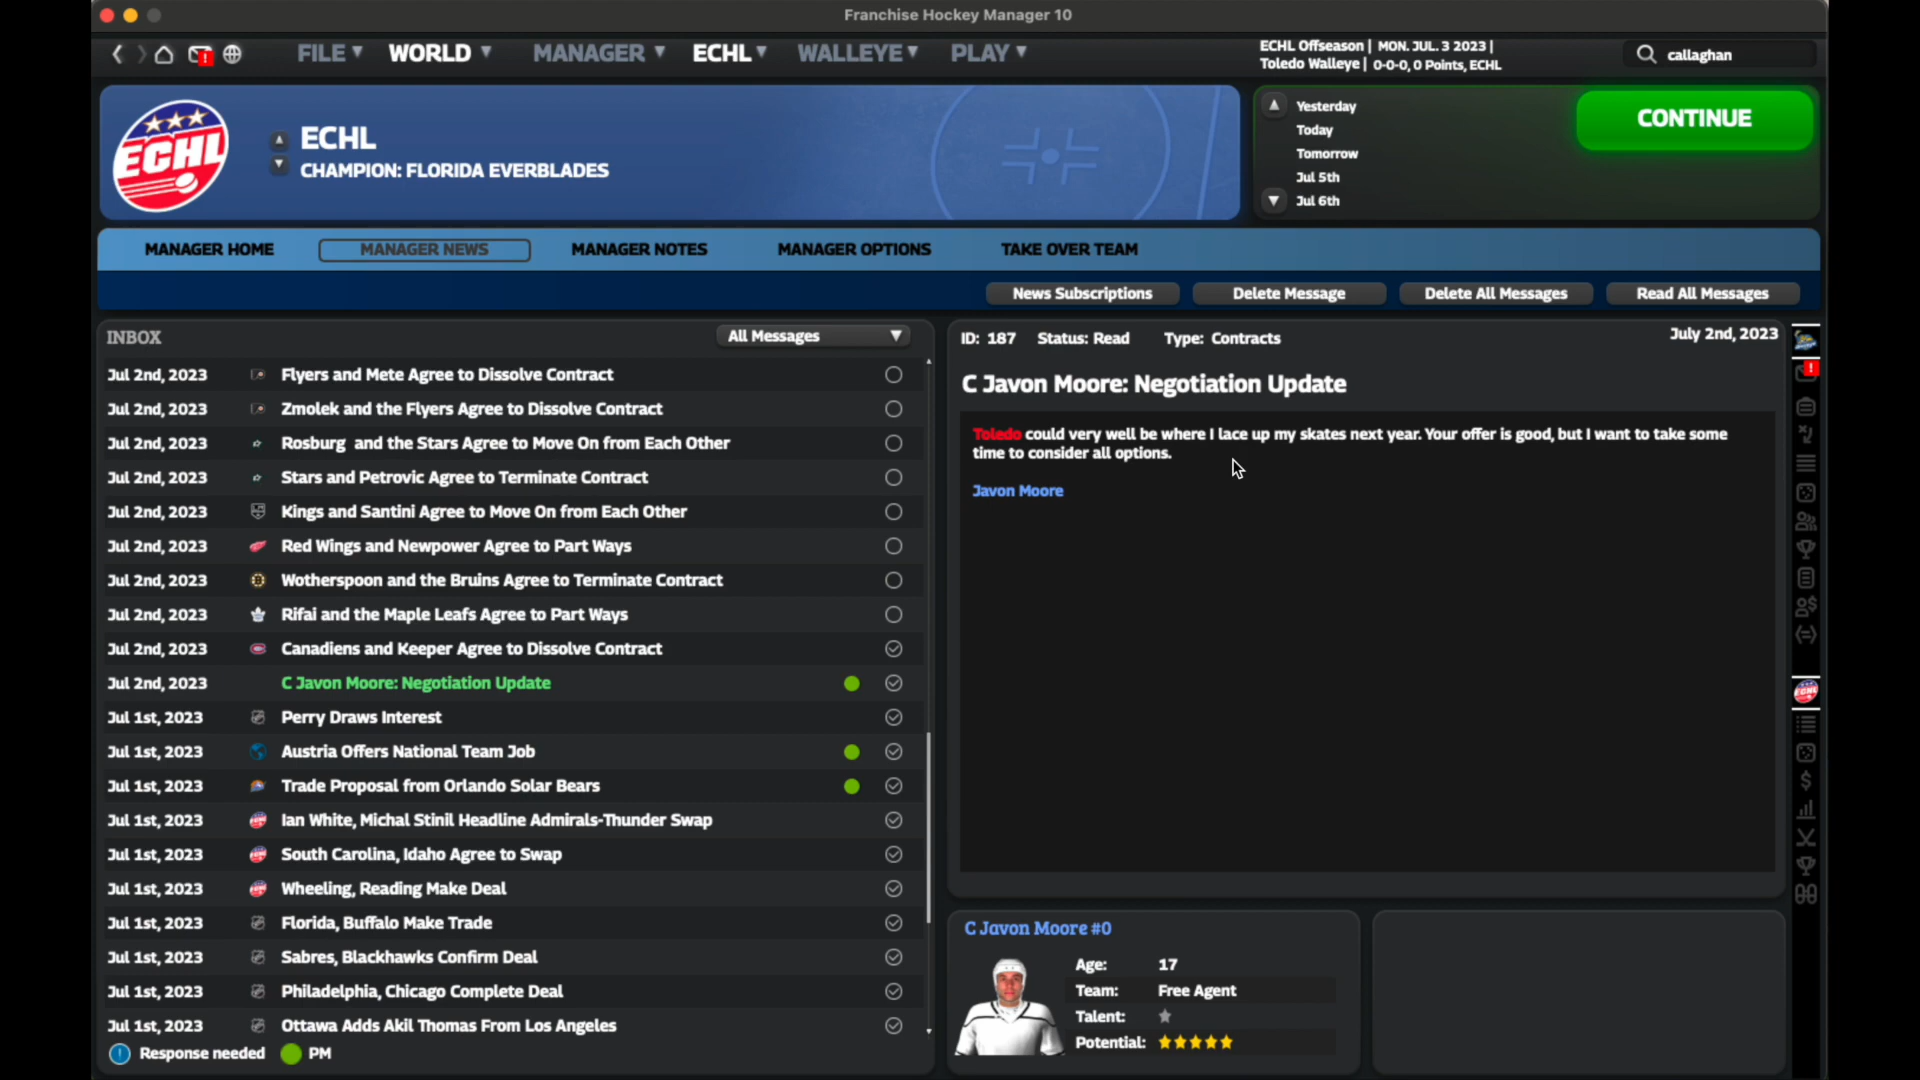 Franchise Hockey Manager 10
FILE WORLD MANAGER ECHL WALLEYE PLAY
ECHL Offseason | MON. JUL. 3 2023 |
Toledo Walleye | 0-0-0, 0 Points, ECHL
callaghan
ECHL
ECHL
CHAMPION: FLORIDA EVERBLADES
Yesterday
Today
Tomorrow
Jul 5th
Jul 6th
CONTINUE
MANAGER HOME MANAGER NEWS MANAGER NOTES MANAGER OPTIONS TAKE OVER TEAM
News Subscriptions Delete Message Delete All Messages Read All Messages
INBOX All Messages
Jul 2nd, 2023 Flyers and Mete Agree to Dissolve Contract
Jul 2nd, 2023 Zmolek and the Flyers Agree to Dissolve Contract
Jul 2nd, 2023 Rosburg and the Stars Agree to Move On from Each Other
Jul 2nd, 2023 Stars and Petrovic Agree to Terminate Contract
Jul 2nd, 2023 Kings and Santini Agree to Move On from Each Other
Jul 2nd, 2023 Red Wings and Newpower Agree to Part Ways
Jul 2nd, 2023 Wotherspoon and the Bruins Agree to Terminate Contract
Jul 2nd, 2023 Rifai and the Maple Leafs Agree to Part Ways
Jul 2nd, 2023 Canadiens and Keeper Agree to Dissolve Contract
Jul 2nd, 2023 C Javon Moore: Negotiation Update
Jul 1st, 2023 Perry Draws Interest
Jul 1st, 2023 Austria Offers National Team Job
Jul 1st, 2023 Trade Proposal from Orlando Solar Bears
Jul 1st, 2023 Ian White, Michal Stinil Headline Admirals-Thunder Swap
Jul 1st, 2023 South Carolina, Idaho Agree to Swap
Jul 1st, 2023 Wheeling, Reading Make Deal
Jul 1st, 2023 Florida, Buffalo Make Trade
Jul 1st, 2023 Sabres, Blackhawks Confirm Deal
Jul 1st, 2023 Philadelphia, Chicago Complete Deal
Jul 1st, 2023 Ottawa Adds Akil Thomas From Los Angeles
Response needed PM
ID: 187 Status: Read Type: Contracts July 2nd, 2023
C Javon Moore: Negotiation Update
Toledo could very well be where I lace up my skates next year. Your offer is good, but I want to take some
time to consider all options.
Javon Moore
C Javon Moore #0
Age: 17
Team: Free Agent
Talent:
Potential:
ECHL